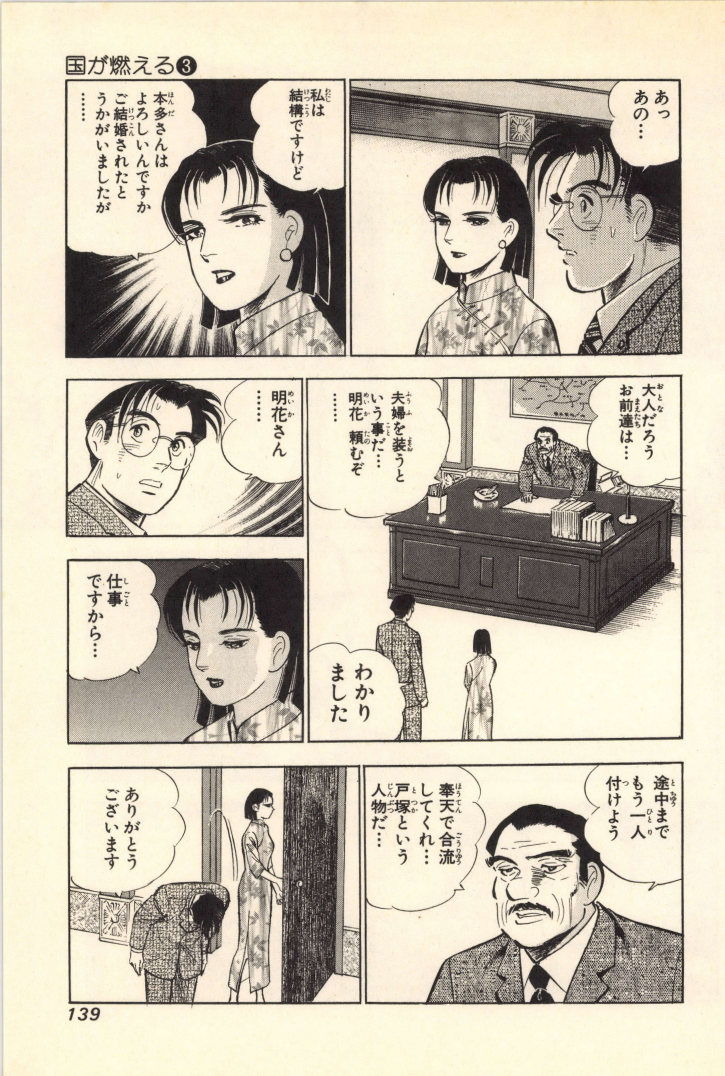 国が燃える❸
あっ
あの…
私は
結構ですけど
本多さんは
よろしいんですか
ご結婚されたと
うかがいましたが
……
大人だろう
お前達は…
夫婦を装うと
いう事だ…
明花 頼むぞ
……
わかり
ました
明花さん
……
仕事
ですから…
途中まで
もう一人
付けよう
奉天で合流
してくれ…
戸塚という
人物だ…
ありがとう
ございます
139